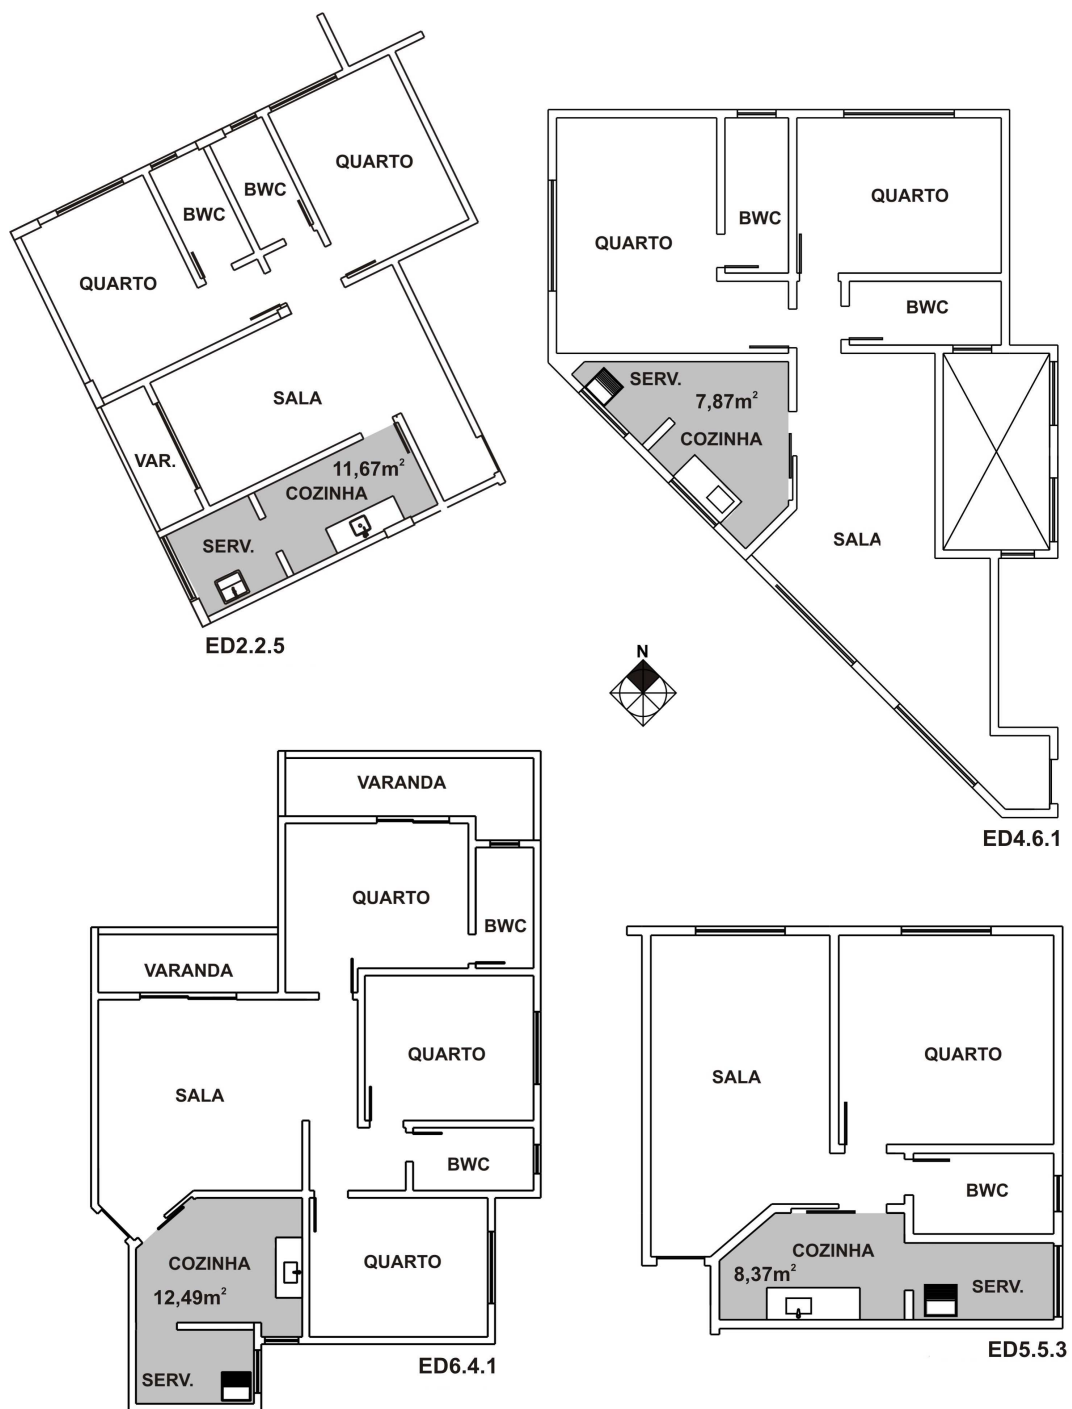 QUARTO
BWC
BWC
QUARTO
SALA
VAR.
11,67m²
COZINHA
SERV.
ED2.2.5
QUARTO
BWC
QUARTO
BWC
SERV.
7,87m²
COZINHA
SALA
ED4.6.1
N
VARANDA
QUARTO
BWC
VARANDA
QUARTO
SALA
BWC
COZINHA
12,49m²
QUARTO
SERV.
ED6.4.1
SALA
QUARTO
BWC
COZINHA
8,37m²
SERV.
ED5.5.3